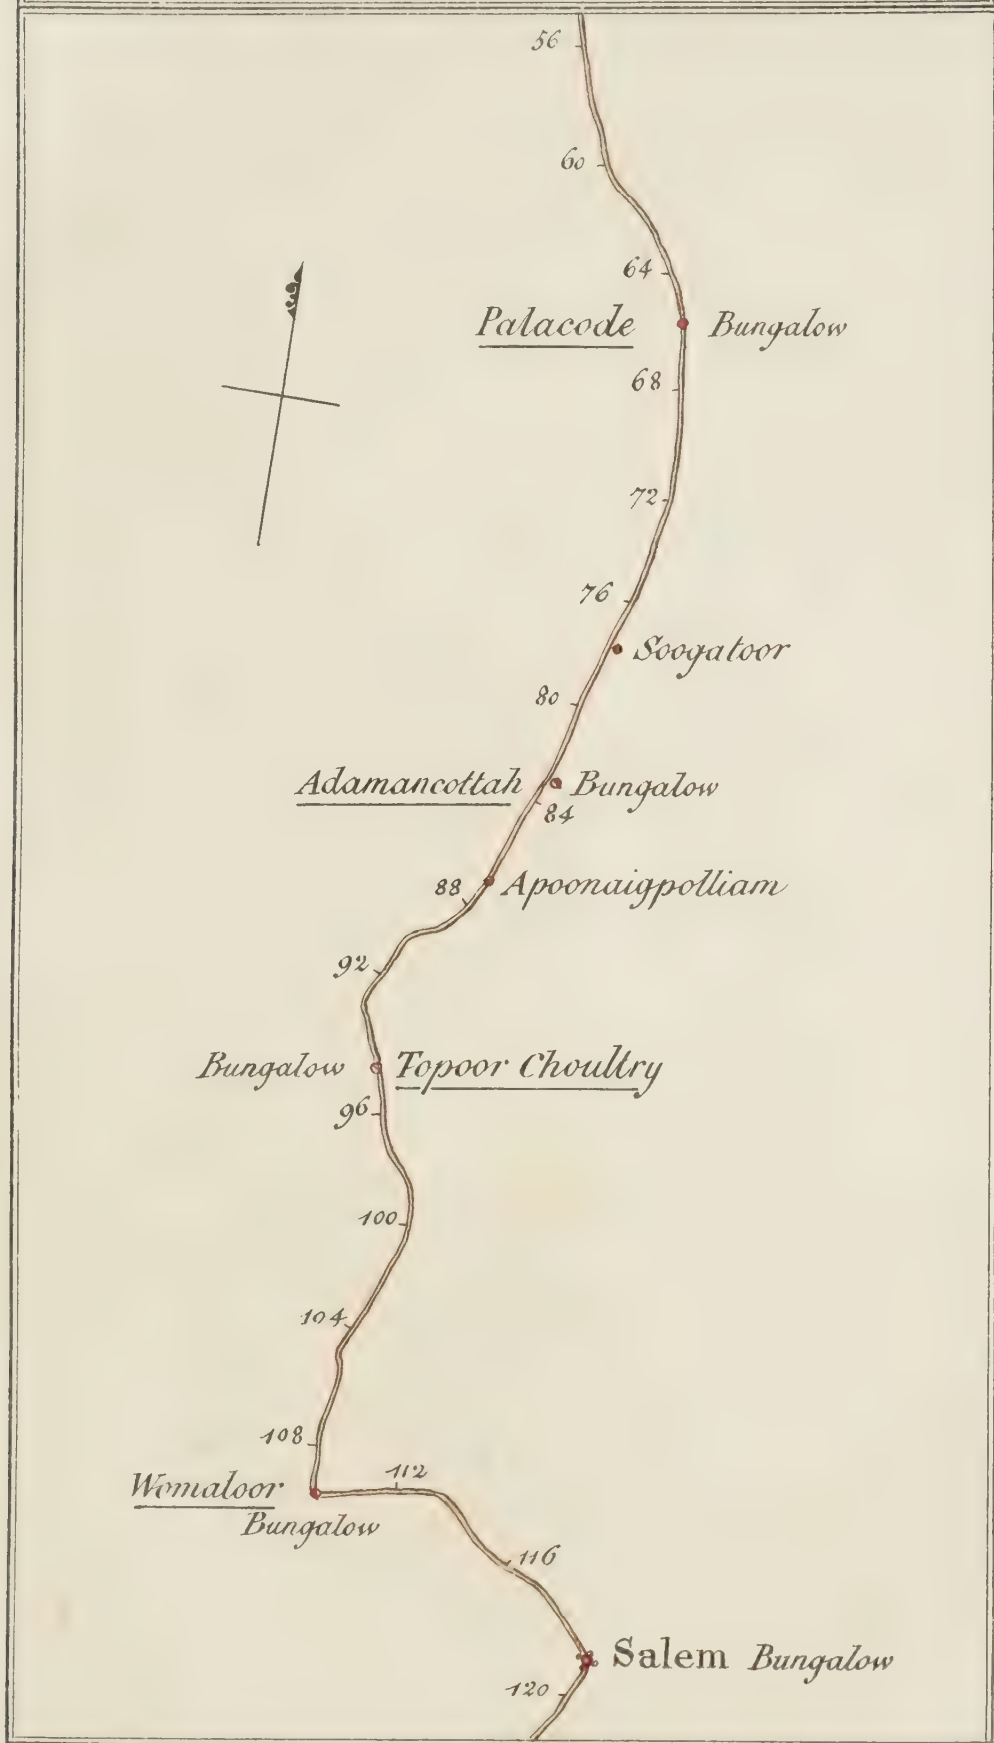 56
60
64
Palacode Bungalow
68
72
76
Soogatoor
80
Adamancottah Bungalow
84
Apoonaigpolliam
88
92
Bungalow Topoor Choultry
96
100
104
108
112
Womaloor
Bungalow
116
Salem Bungalow
120